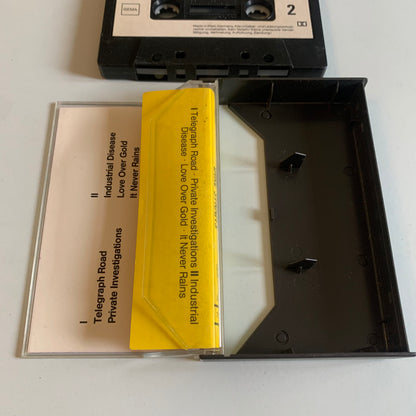 GEMA
2
I
Telegraph Road
Private Investigations
II
Industrial Disease
Love Over Gold
It Never Rains
I Telegraph Road · Private Investigations II Industrial
Disease · Love Over Gold · It Never Rains